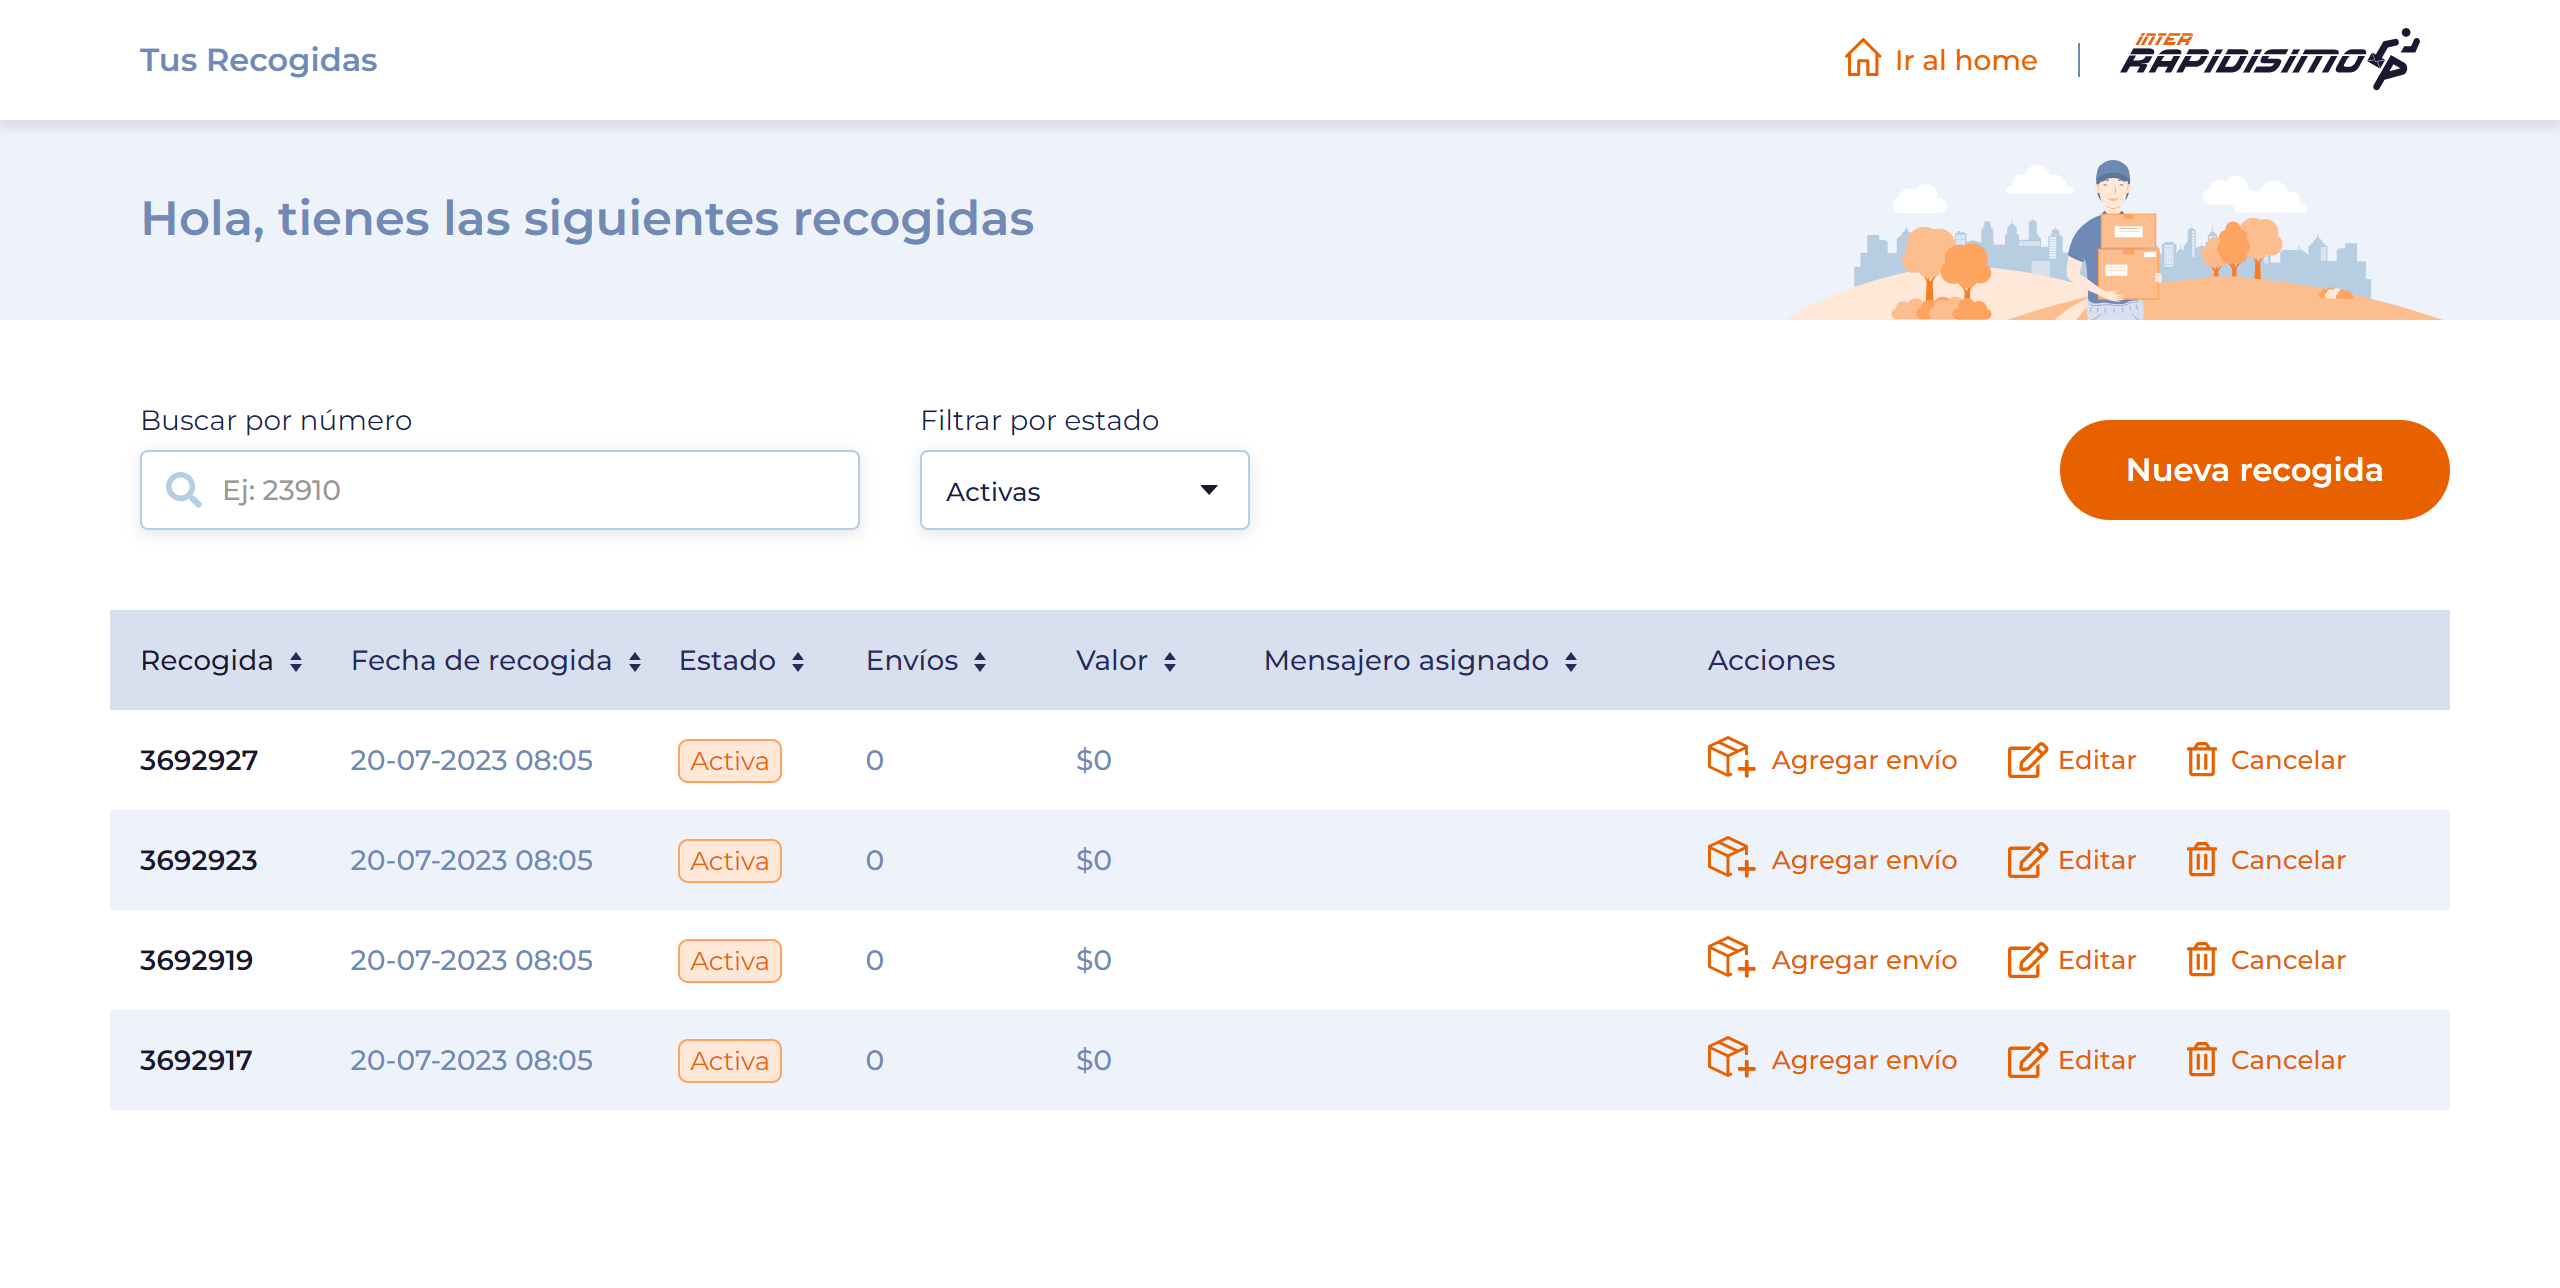 Tus Recogidas
Ir al home
INTER
RAPIDISIMO
Hola, tienes las siguientes recogidas
Buscar por número
Filtrar por estado
Ej: 23910
Activas
Nueva recogida
Recogida Fecha de recogida Estado Envíos Valor Mensajero asignado Acciones
3692927 20-07-2023 08:05 Activa 0 $0 Agregar envío Editar Cancelar
3692923 20-07-2023 08:05 Activa 0 $0 Agregar envío Editar Cancelar
3692919 20-07-2023 08:05 Activa 0 $0 Agregar envío Editar Cancelar
3692917 20-07-2023 08:05 Activa 0 $0 Agregar envío Editar Cancelar